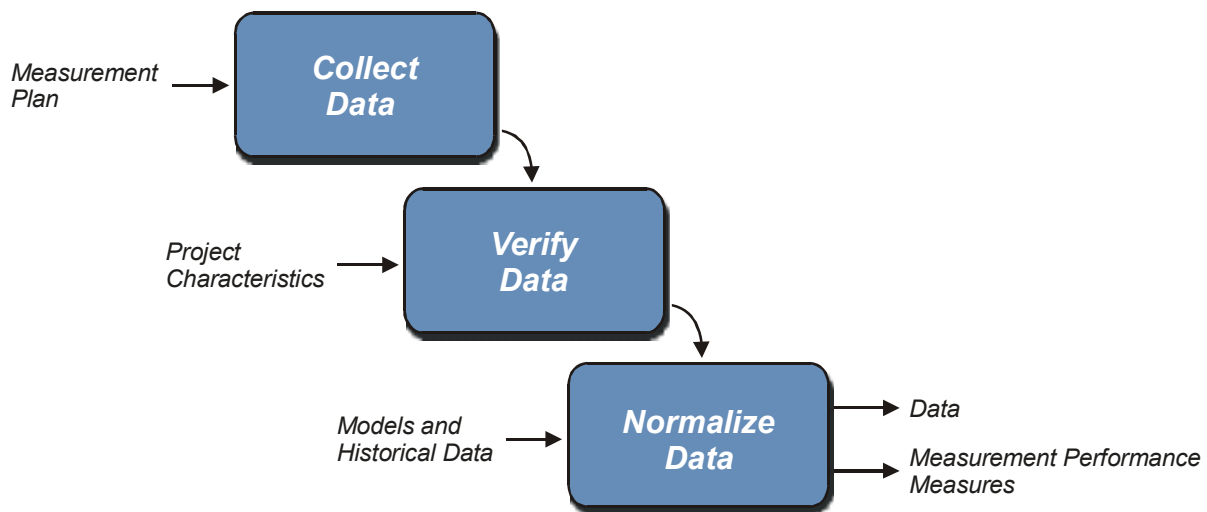 Collect
Data
Measurement
Plan
Verify
Data
Project
Characteristics
Normalize
Data
Models and
Historical Data
Data
Measurement Performance
Measures